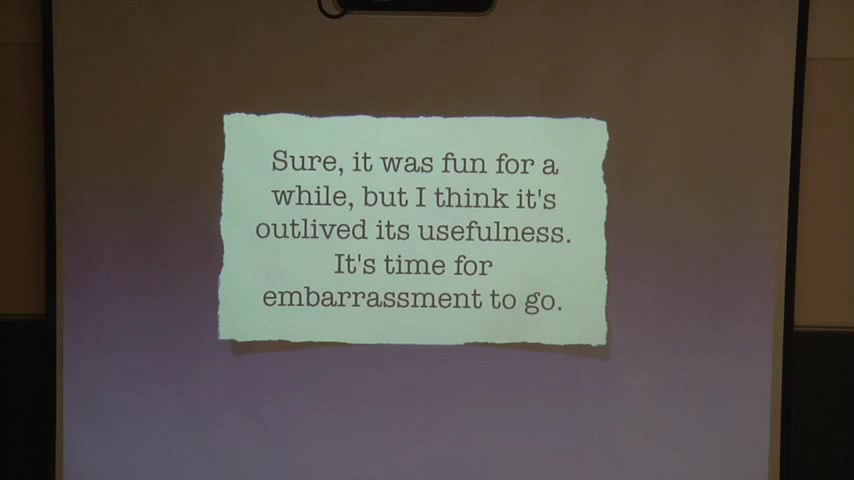 Sure, it was fun for a
while, but I think it's
outlived its usefulness.
It's time for
embarrassment to go.